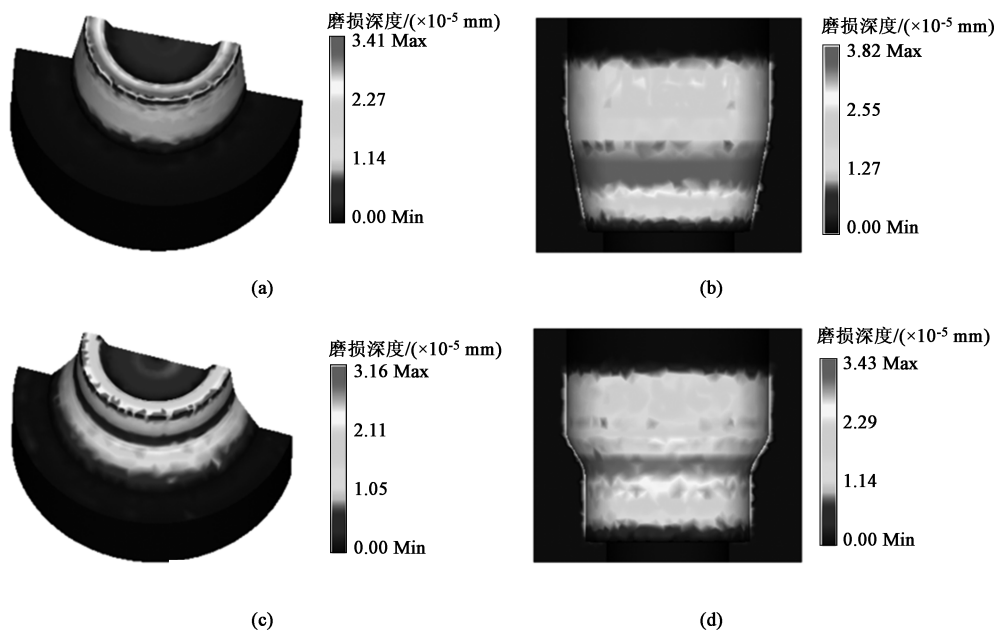 磨损深度/(×10-5 mm)
3.41 Max
2.27
1.14
0.00 Min
(a)
磨损深度/(×10-5 mm)
3.82 Max
2.55
1.27
0.00 Min
(b)
磨损深度/(×10-5 mm)
3.16 Max
2.11
1.05
0.00 Min
(c)
磨损深度/(×10-5 mm)
3.43 Max
2.29
1.14
0.00 Min
(d)